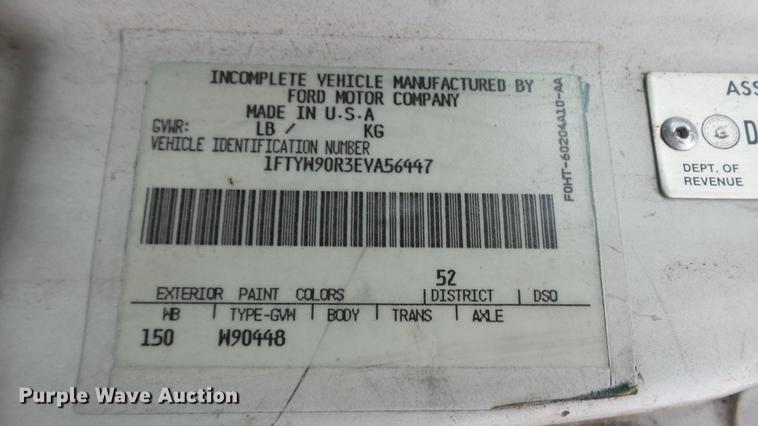 INCOMPLETE VEHICLE MANUFACTURED BY
FORD MOTOR COMPANY
MADE IN U.S.A
GVWR: LB / KG
VEHICLE IDENTIFICATION NUMBER
1FTYW90R3EVA56447
52
EXTERIOR PAINT COLORS DISTRICT DSO
WB TYPE-GVW BODY TRANS AXLE
150 W90448
F0HT-60204A10-AA
ASS
D
DEPT. OF
REVENUE
Purple Wave Auction